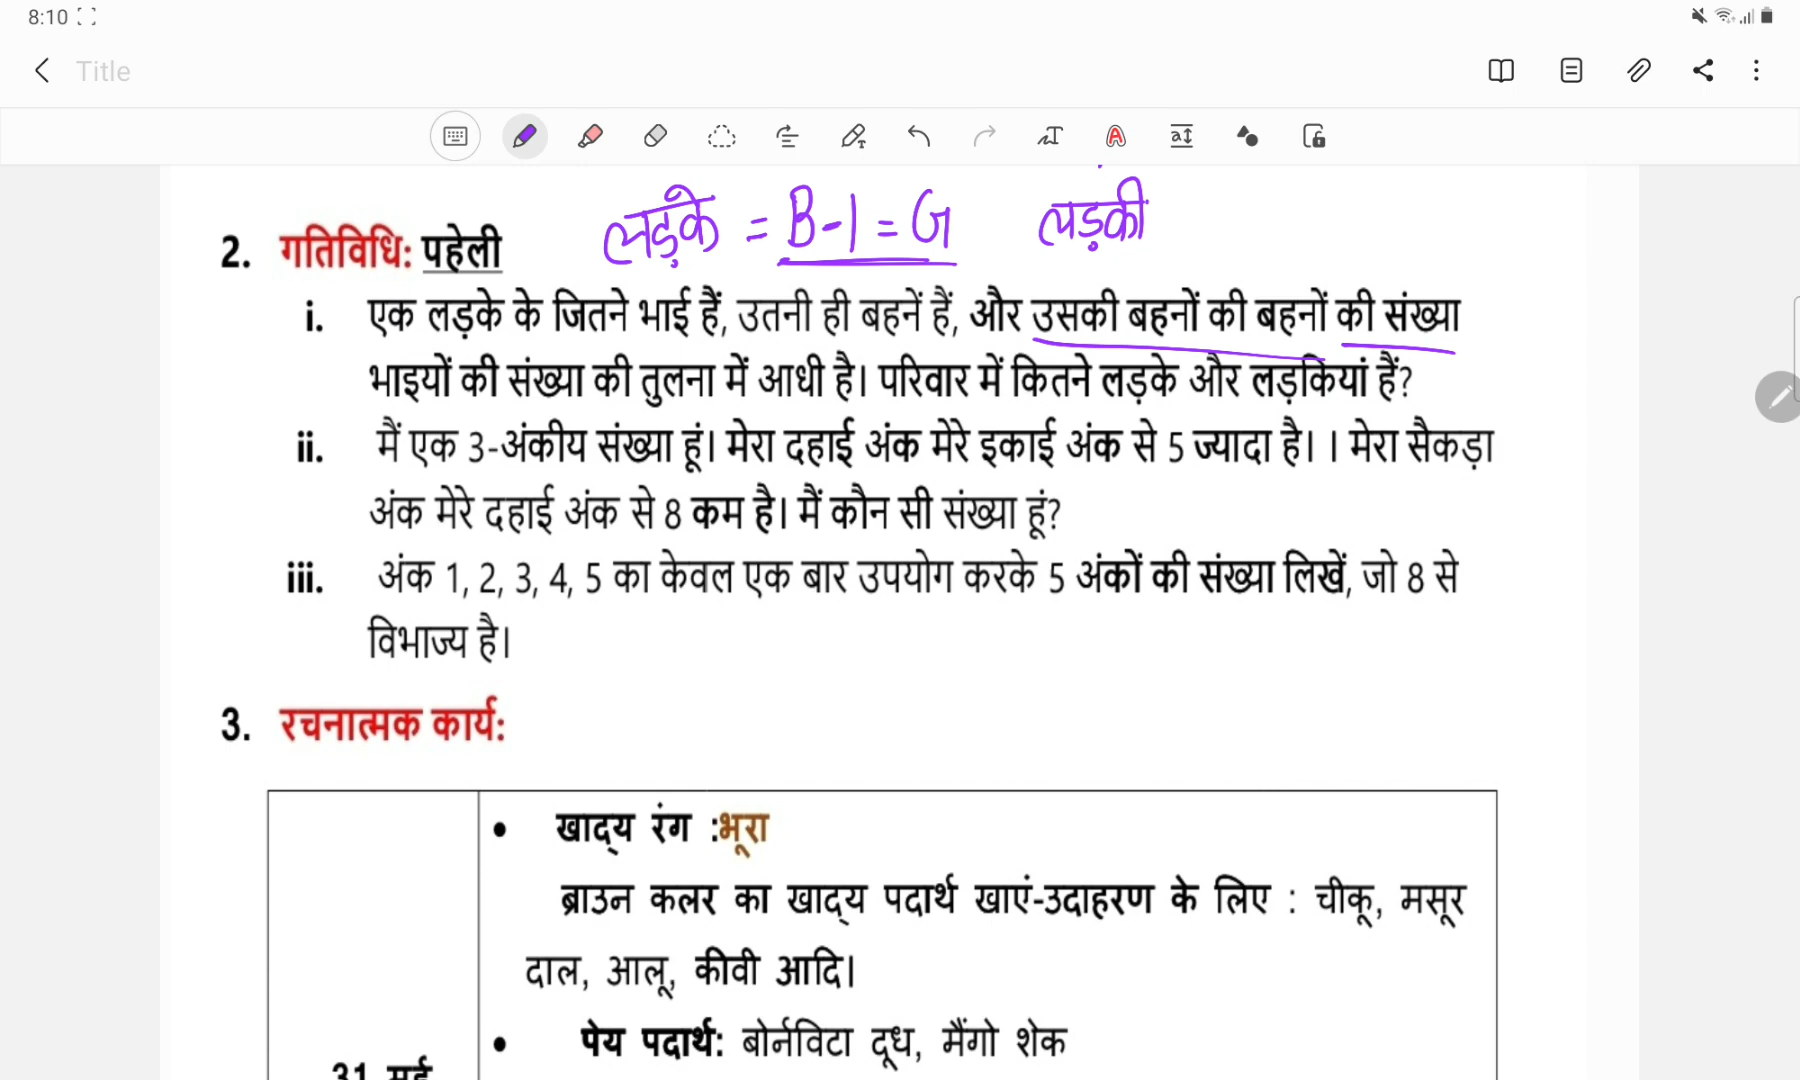 8:10
Title
लड़के = B-1 = G लड़की
2. गतिविधि: पहेली
i. एक लड़के के जितने भाई हैं, उतनी ही बहनें हैं, और उसकी बहनों की बहनों की संख्या
भाइयों की संख्या की तुलना में आधी है। परिवार में कितने लड़के और लड़कियां हैं?
ii. मैं एक 3-अंकीय संख्या हूं। मेरा दहाई अंक मेरे इकाई अंक से 5 ज्यादा है। । मेरा सैकड़ा
अंक मेरे दहाई अंक से 8 कम है। मैं कौन सी संख्या हूं?
iii. अंक 1, 2, 3, 4, 5 का केवल एक बार उपयोग करके 5 अंकों की संख्या लिखें, जो 8 से
विभाज्य है।
3. रचनात्मक कार्य:
• खाद्य रंग :भूरा
ब्राउन कलर का खाद्य पदार्थ खाएं-उदाहरण के लिए : चीकू, मसूर
दाल, आलू, कीवी आदि।
• पेय पदार्थ: बोर्नविटा दूध, मैंगो शेक
31 मई